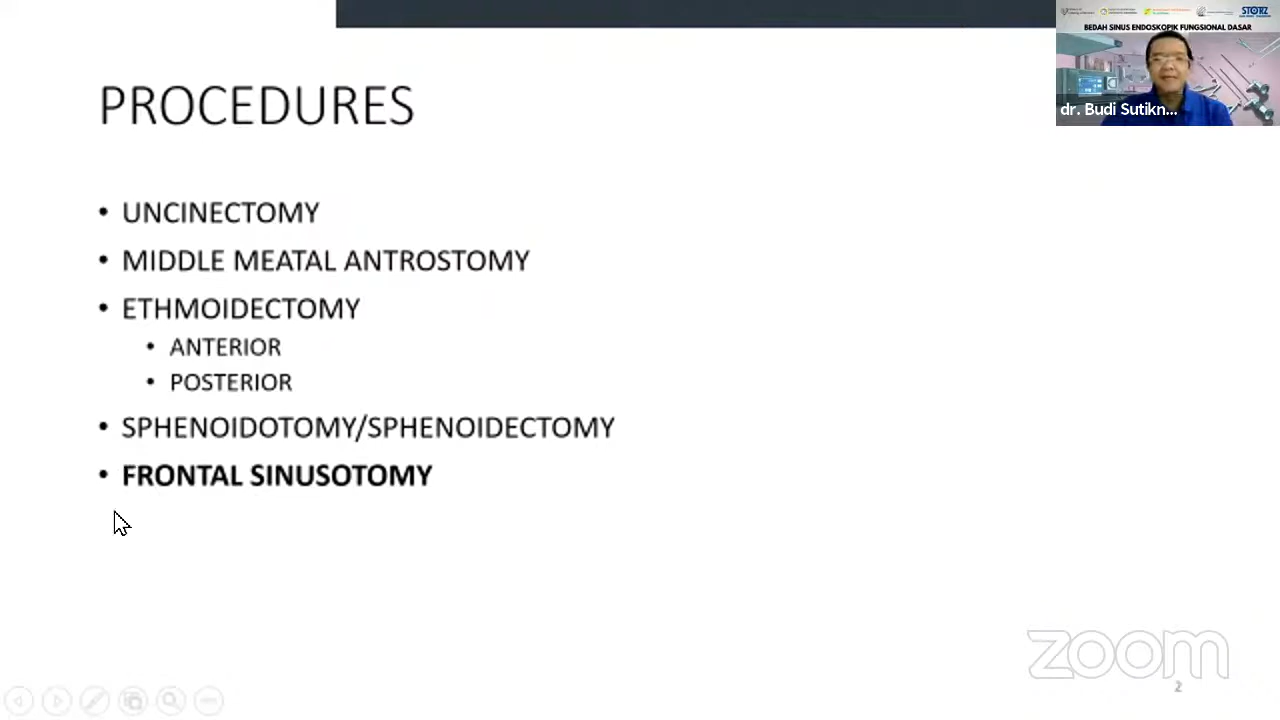 STORZ
BEDAH SINUS ENDOSKOPIK FUNGSIONAL DASAR
dr. Budi Sutikn...
PROCEDURES
• UNCINECTOMY
• MIDDLE MEATAL ANTROSTOMY
• ETHMOIDECTOMY
• ANTERIOR
• POSTERIOR
• SPHENOIDOTOMY/SPHENOIDECTOMY
• FRONTAL SINUSOTOMY
zoom
2